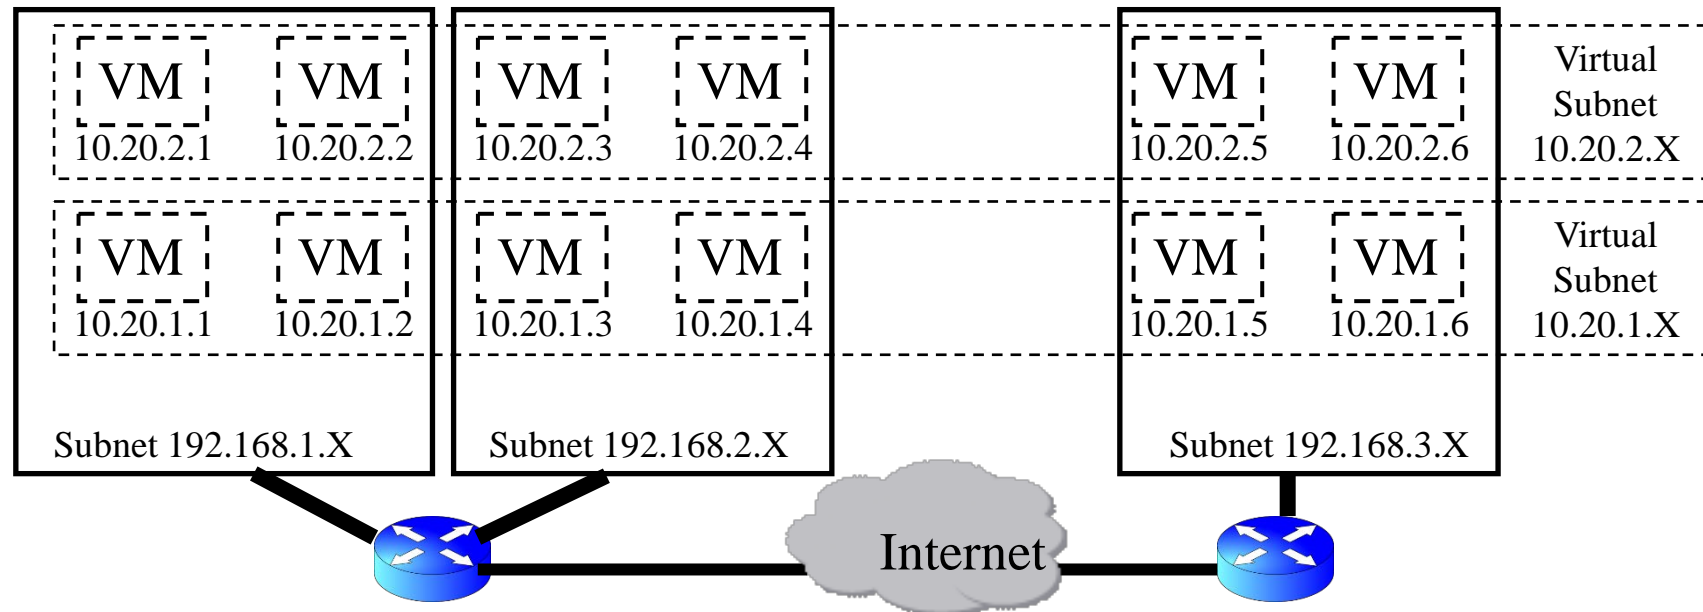 VM VM VM VM VM VM Virtual
Subnet
10.20.2.1 10.20.2.2 10.20.2.3 10.20.2.4 10.20.2.5 10.20.2.6 10.20.2.X
VM VM VM VM VM VM Virtual
Subnet
10.20.1.1 10.20.1.2 10.20.1.3 10.20.1.4 10.20.1.5 10.20.1.6 10.20.1.X
Subnet 192.168.1.X Subnet 192.168.2.X Subnet 192.168.3.X
Internet